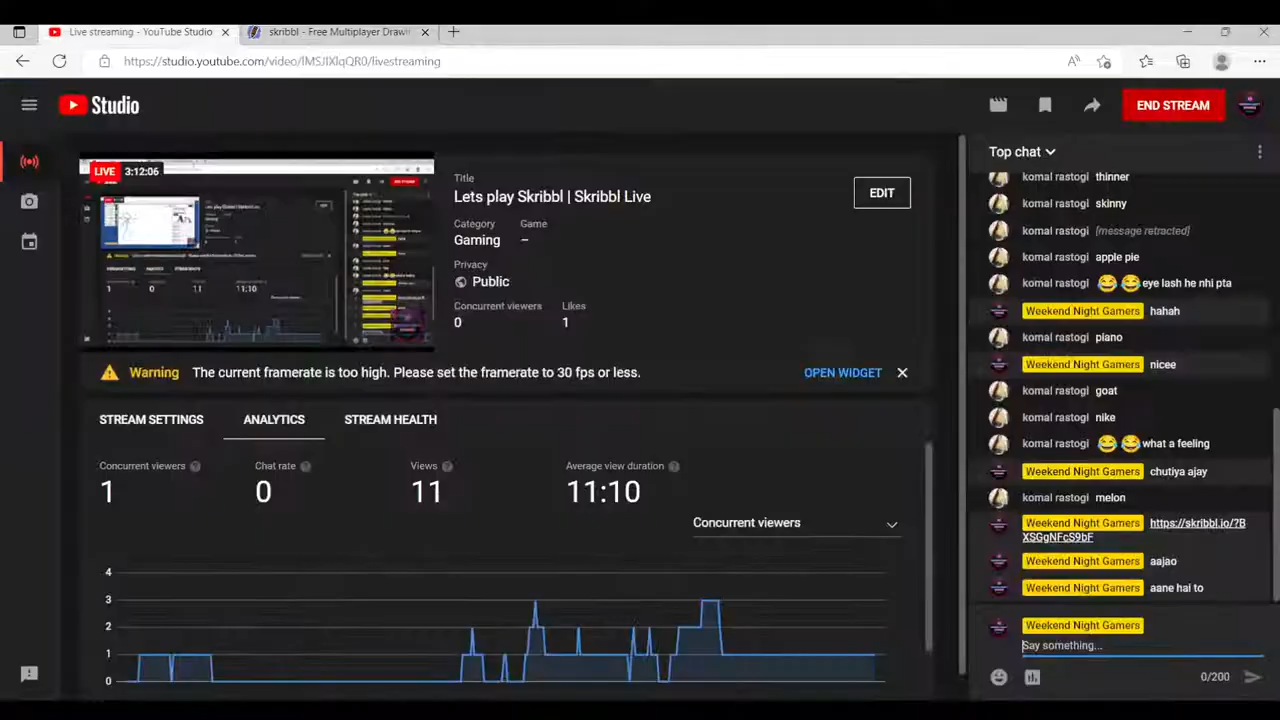 Live streaming - YouTube Studio
skribbl - Free Multiplayer Drawi
https://studio.youtube.com/video/lMSJIXlqQR0/livestreaming
Studio
END STREAM
LIVE 3:12:06
Title
Lets play Skribbl | Skribbl Live
EDIT
Category Game
Gaming –
Privacy
Public
Concurrent viewers Likes
0 1
Warning The current framerate is too high. Please set the framerate to 30 fps or less. OPEN WIDGET
STREAM SETTINGS ANALYTICS STREAM HEALTH
Concurrent viewers Chat rate Views Average view duration
1 0 11 11:10
Concurrent viewers
4
3
2
1
0
Top chat
komal rastogi thinner
komal rastogi skinny
komal rastogi [message retracted]
komal rastogi apple pie
komal rastogi 😂 😂 eye lash he nhi pta
Weekend Night Gamers hahah
komal rastogi piano
Weekend Night Gamers nicee
komal rastogi goat
komal rastogi nike
komal rastogi 😂 😂 what a feeling
Weekend Night Gamers chutiya ajay
komal rastogi melon
Weekend Night Gamers https://skribbl.io/?B
XSGgNFcS9bF
Weekend Night Gamers aajao
Weekend Night Gamers aane hai to
Weekend Night Gamers
Say something...
0/200